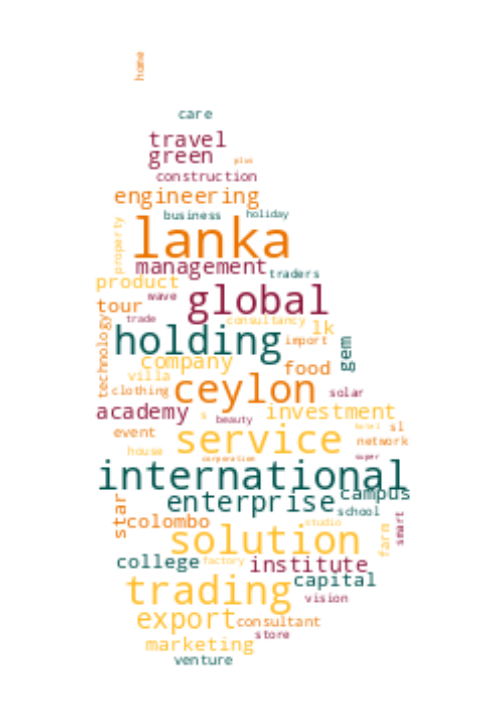 home
care
travel
green
plus
construction
engineering
business holiday
property
lanka
management traders
product
wave
global
tour
trade consultancy lk
technology
holding import gem
company food
villa
clothing ceylon solar
academy investment
s beauty
event service hotel sl
network
house corporation super
international
enterprise campus
star school
colombo studio
smart
solution farm
college factory institute
capital
trading vision
export consultant
store
marketing
venture